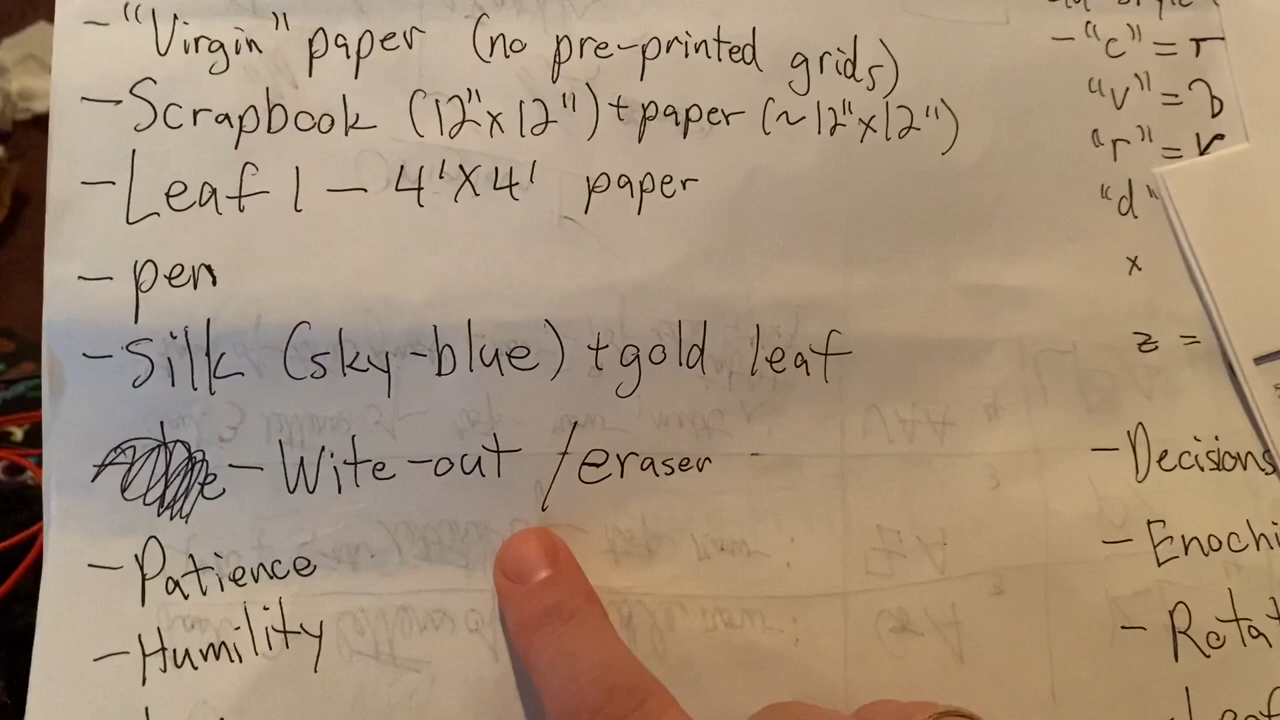 - "Virgin" paper (no pre-printed grids)
- Scrapbook (12"x12") + paper (~12"x12")
- Leaf 1 - 4'x4' paper
- pen
- Silk (sky-blue) + gold leaf
- Wite-out / eraser
- Patience
- Humility
- "c" =
"v" =
"r" =
"d"
x
z =
- Decisions
- Enochi
- Rotat